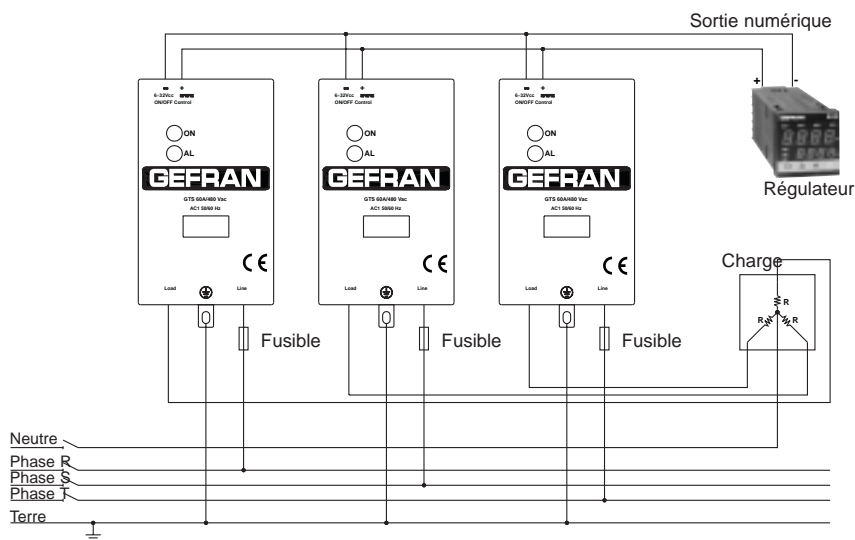 Sortie numérique
+ -
Régulateur
∞ +
6-32Vcc
ON/OFF Control
ON
AL
GEFRAN
GTS 60A/480 Vac
AC1 50/60 Hz
CE
Load Line
Fusible
∞ +
6-32Vcc
ON/OFF Control
ON
AL
GEFRAN
GTS 60A/480 Vac
AC1 50/60 Hz
CE
Load Line
Fusible
∞ +
6-32Vcc
ON/OFF Control
ON
AL
GEFRAN
GTS 60A/480 Vac
AC1 50/60 Hz
CE
Load Line
Fusible
Charge
R
R R
Neutre
Phase R
Phase S
Phase T
Terre